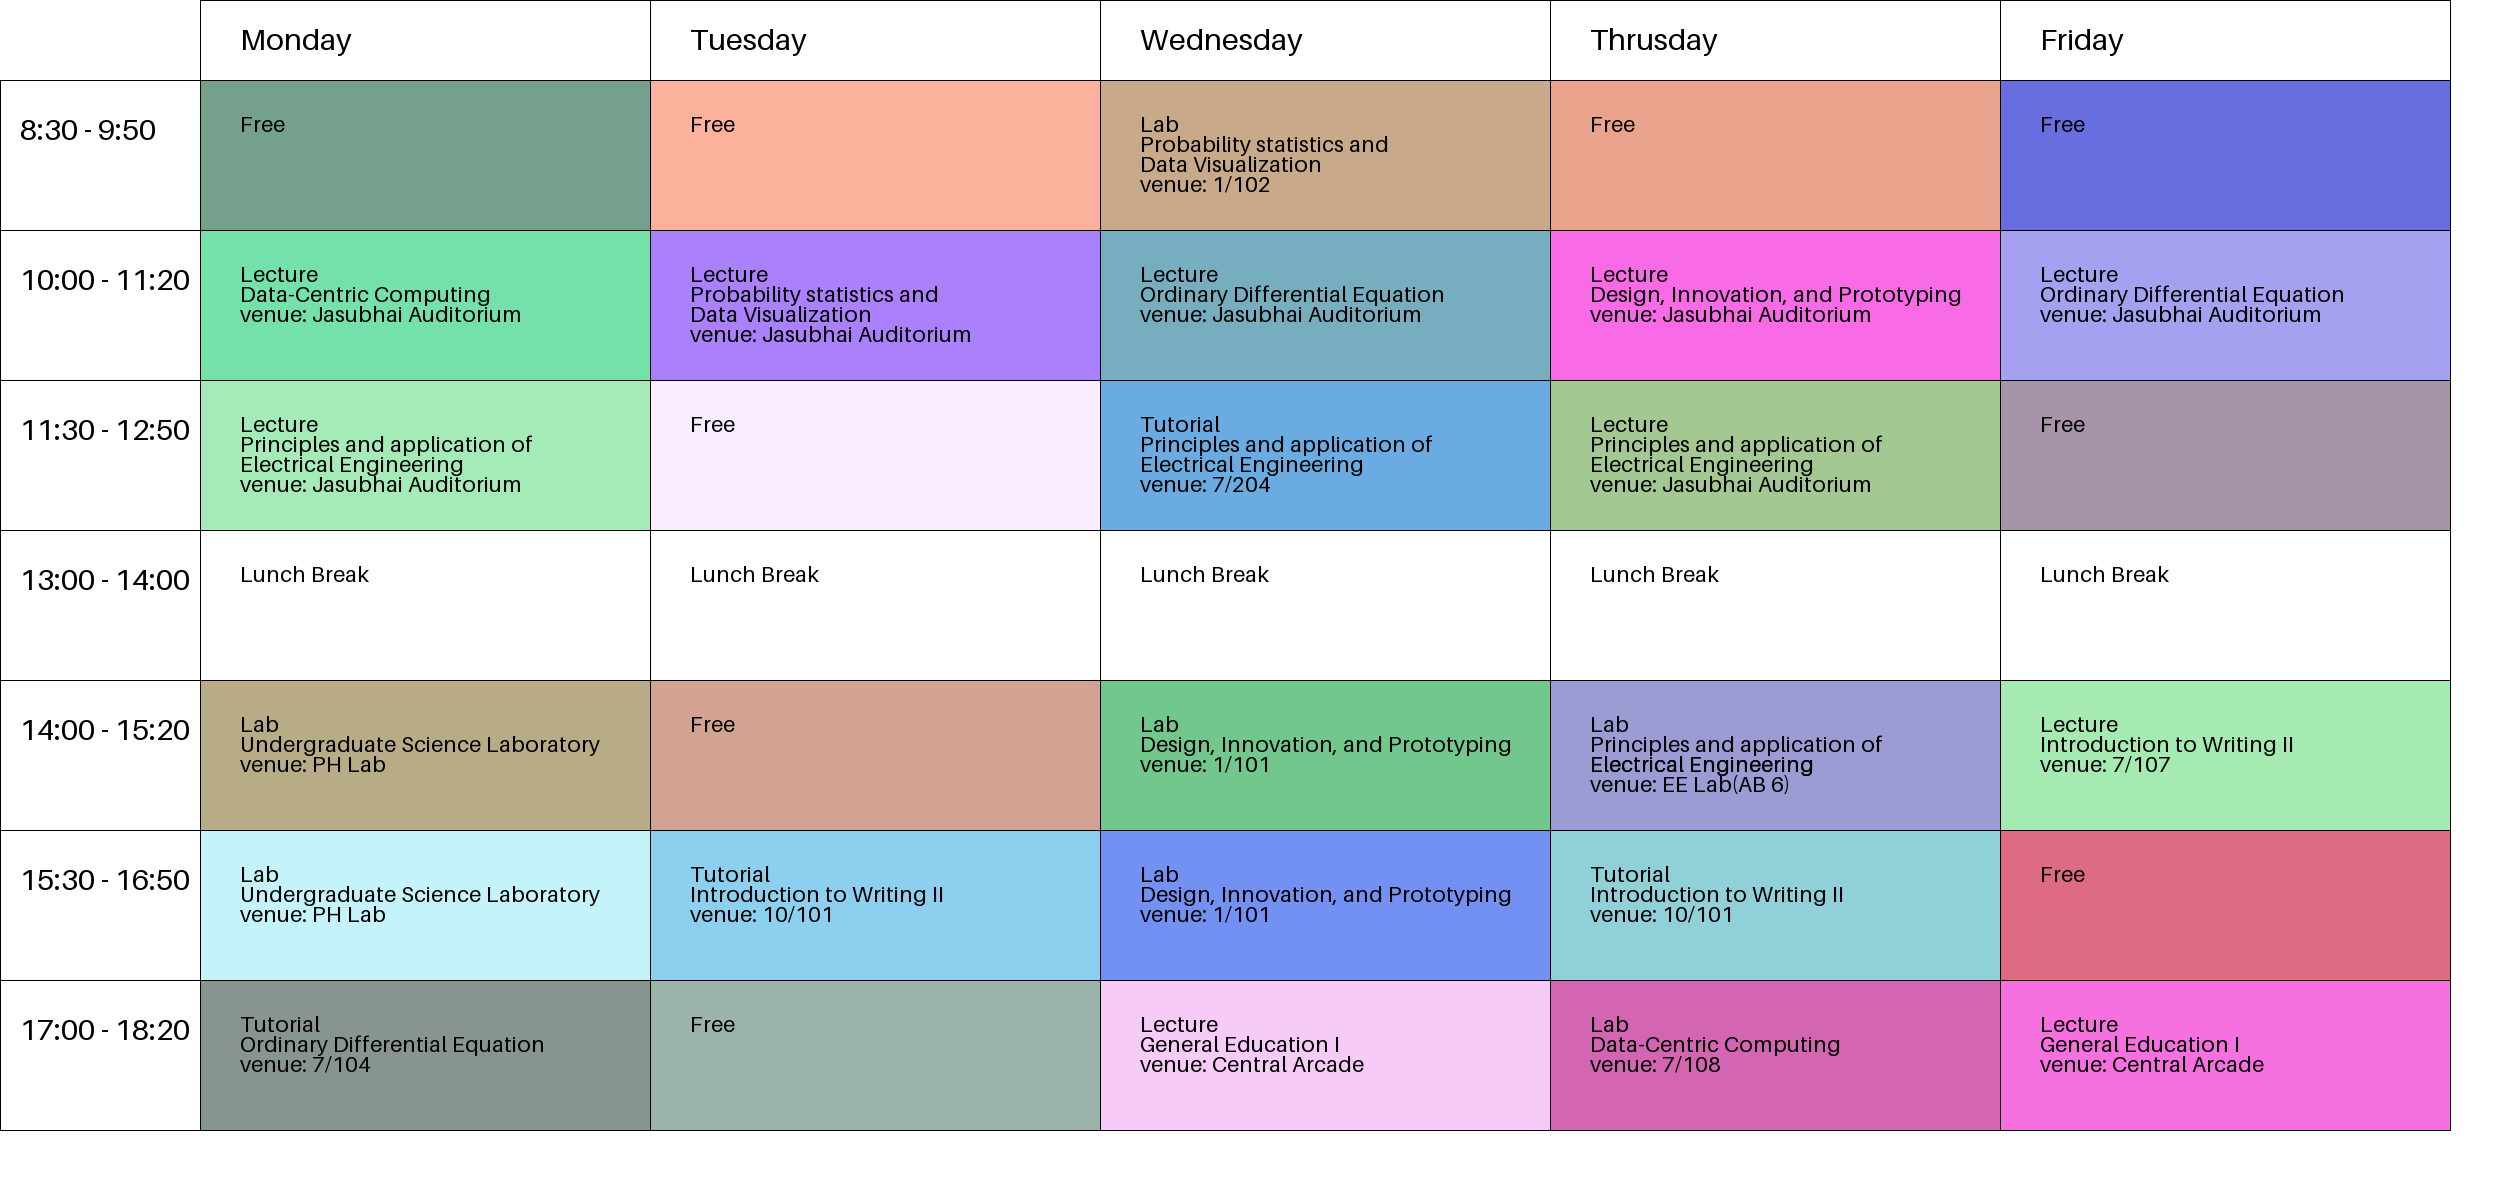 Monday Tuesday Wednesday Thrusday Friday
8:30 - 9:50
Free
Free
Lab
Probability statistics and
Data Visualization
venue: 1/102
Free
Free
10:00 - 11:20
Lecture
Data-Centric Computing
venue: Jasubhai Auditorium
Lecture
Probability statistics and
Data Visualization
venue: Jasubhai Auditorium
Lecture
Ordinary Differential Equation
venue: Jasubhai Auditorium
Lecture
Design, Innovation, and Prototyping
venue: Jasubhai Auditorium
Lecture
Ordinary Differential Equation
venue: Jasubhai Auditorium
11:30 - 12:50
Lecture
Principles and application of
Electrical Engineering
venue: Jasubhai Auditorium
Free
Tutorial
Principles and application of
Electrical Engineering
venue: 7/204
Lecture
Principles and application of
Electrical Engineering
venue: Jasubhai Auditorium
Free
13:00 - 14:00
Lunch Break
Lunch Break
Lunch Break
Lunch Break
Lunch Break
14:00 - 15:20
Lab
Undergraduate Science Laboratory
venue: PH Lab
Free
Lab
Design, Innovation, and Prototyping
venue: 1/101
Lab
Principles and application of
Electrical Engineering
venue: EE Lab(AB 6)
Lecture
Introduction to Writing II
venue: 7/107
15:30 - 16:50
Lab
Undergraduate Science Laboratory
venue: PH Lab
Tutorial
Introduction to Writing II
venue: 10/101
Lab
Design, Innovation, and Prototyping
venue: 1/101
Tutorial
Introduction to Writing II
venue: 10/101
Free
17:00 - 18:20
Tutorial
Ordinary Differential Equation
venue: 7/104
Free
Lecture
General Education I
venue: Central Arcade
Lab
Data-Centric Computing
venue: 7/108
Lecture
General Education I
venue: Central Arcade